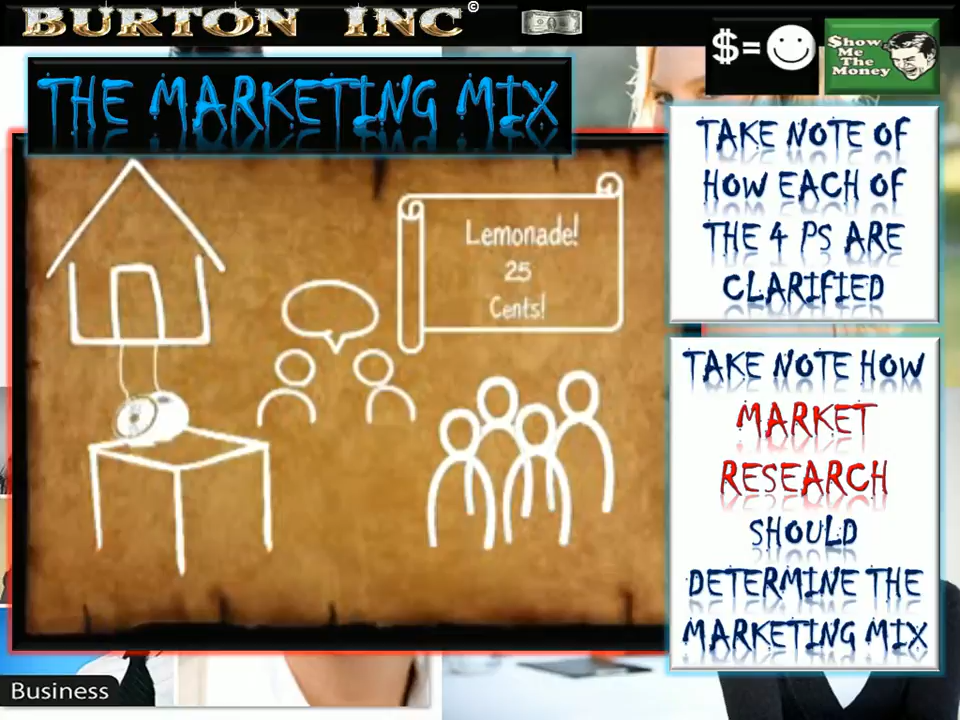 BURTON INC©
$=
Show
Me
The
Money
THE MARKETING MIX
TAKE NOTE OF
HOW EACH OF
THE 4 PS ARE
CLARIFIED
Lemonade!
25
Cents!
TAKE NOTE HOW
MARKET
RESEARCH
SHOULD
DETERMINE THE
MARKETING MIX
Business